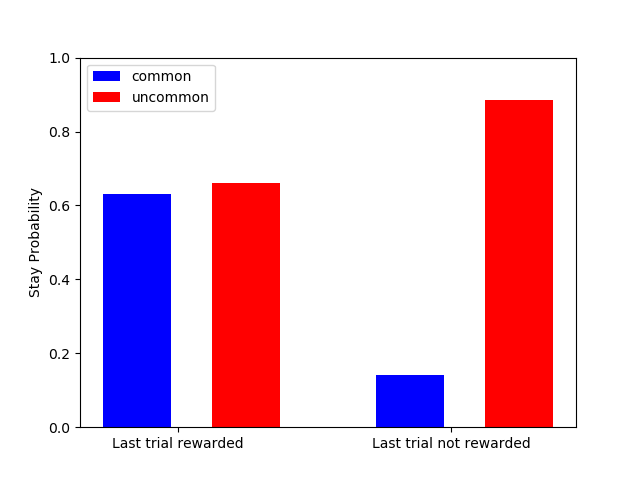 1.0
0.8
0.6
0.4
0.2
0.0
Stay Probability
common
uncommon
Last trial rewarded
Last trial not rewarded